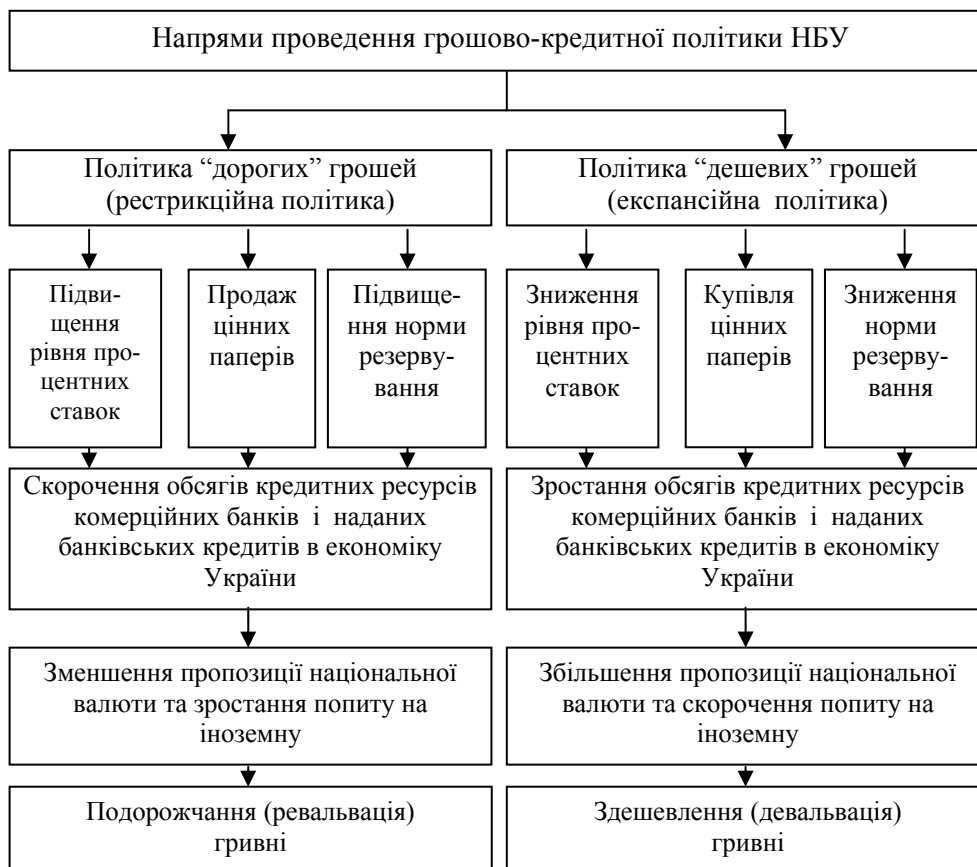 Напрями проведення грошово-кредитної політики НБУ
Політика “дорогих” грошей
(рестрикційна політика)
Політика “дешевих” грошей
(експансійна політика)
Підви-
щення
рівня про-
центних
ставок
Продаж
цінних
паперів
Підвище-
ння норми
резерву-
вання
Зниження
рівня про-
центних
ставок
Купівля
цінних
паперів
Зниження
норми
резерву-
вання
Скорочення обсягів кредитних ресурсів
комерційних банків і наданих
банківських кредитів в економіку
України
Зростання обсягів кредитних ресурсів
комерційних банків і наданих
банківських кредитів в економіку
України
Зменшення пропозиції національної
валюти та зростання попиту на
іноземну
Збільшення пропозиції національної
валюти та скорочення попиту на
іноземну
Подорожчання (ревальвація)
гривні
Здешевлення (девальвація)
гривні